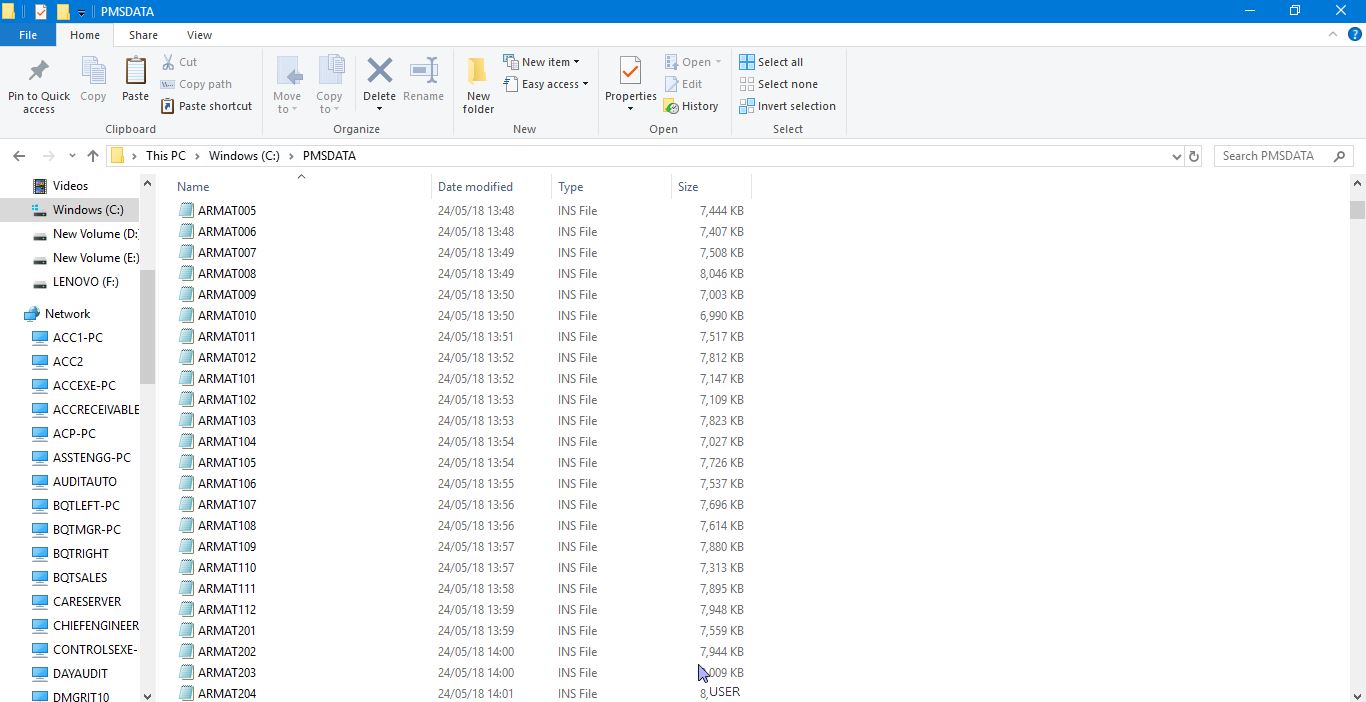 PMSDATA
File Home Share View
Pin to Quick access
Copy
Paste
Cut
Copy path
Paste shortcut
Clipboard
Move to
Copy to
Delete
Rename
Organize
New folder
New item
Easy access
New
Properties
Open
Edit
History
Open
Select all
Select none
Invert selection
Select
This PC > Windows (C:) > PMSDATA
Search PMSDATA
Videos
Windows (C:)
New Volume (D:
New Volume (E:)
LENOVO (F:)
Network
ACC1-PC
ACC2
ACCEXE-PC
ACCRECEIVABLE
ACP-PC
ASSTENGG-PC
AUDITAUTO
BQTLEFT-PC
BQTMGR-PC
BQTRIGHT
BQTSALES
CARESERVER
CHIEFENGINEER
CONTROLSEXE-
DAYAUDIT
DMGRIT10
Name Date modified Type Size
ARMAT005 24/05/18 13:48 INS File 7,444 KB
ARMAT006 24/05/18 13:48 INS File 7,407 KB
ARMAT007 24/05/18 13:49 INS File 7,508 KB
ARMAT008 24/05/18 13:49 INS File 8,046 KB
ARMAT009 24/05/18 13:50 INS File 7,003 KB
ARMAT010 24/05/18 13:50 INS File 6,990 KB
ARMAT011 24/05/18 13:51 INS File 7,517 KB
ARMAT012 24/05/18 13:52 INS File 7,812 KB
ARMAT101 24/05/18 13:52 INS File 7,147 KB
ARMAT102 24/05/18 13:53 INS File 7,109 KB
ARMAT103 24/05/18 13:53 INS File 7,823 KB
ARMAT104 24/05/18 13:54 INS File 7,027 KB
ARMAT105 24/05/18 13:54 INS File 7,726 KB
ARMAT106 24/05/18 13:55 INS File 7,537 KB
ARMAT107 24/05/18 13:56 INS File 7,696 KB
ARMAT108 24/05/18 13:56 INS File 7,614 KB
ARMAT109 24/05/18 13:57 INS File 7,880 KB
ARMAT110 24/05/18 13:57 INS File 7,313 KB
ARMAT111 24/05/18 13:58 INS File 7,895 KB
ARMAT112 24/05/18 13:59 INS File 7,948 KB
ARMAT201 24/05/18 13:59 INS File 7,559 KB
ARMAT202 24/05/18 14:00 INS File 7,944 KB
ARMAT203 24/05/18 14:00 INS File 009 KB
ARMAT204 24/05/18 14:01 INS File 8, USER